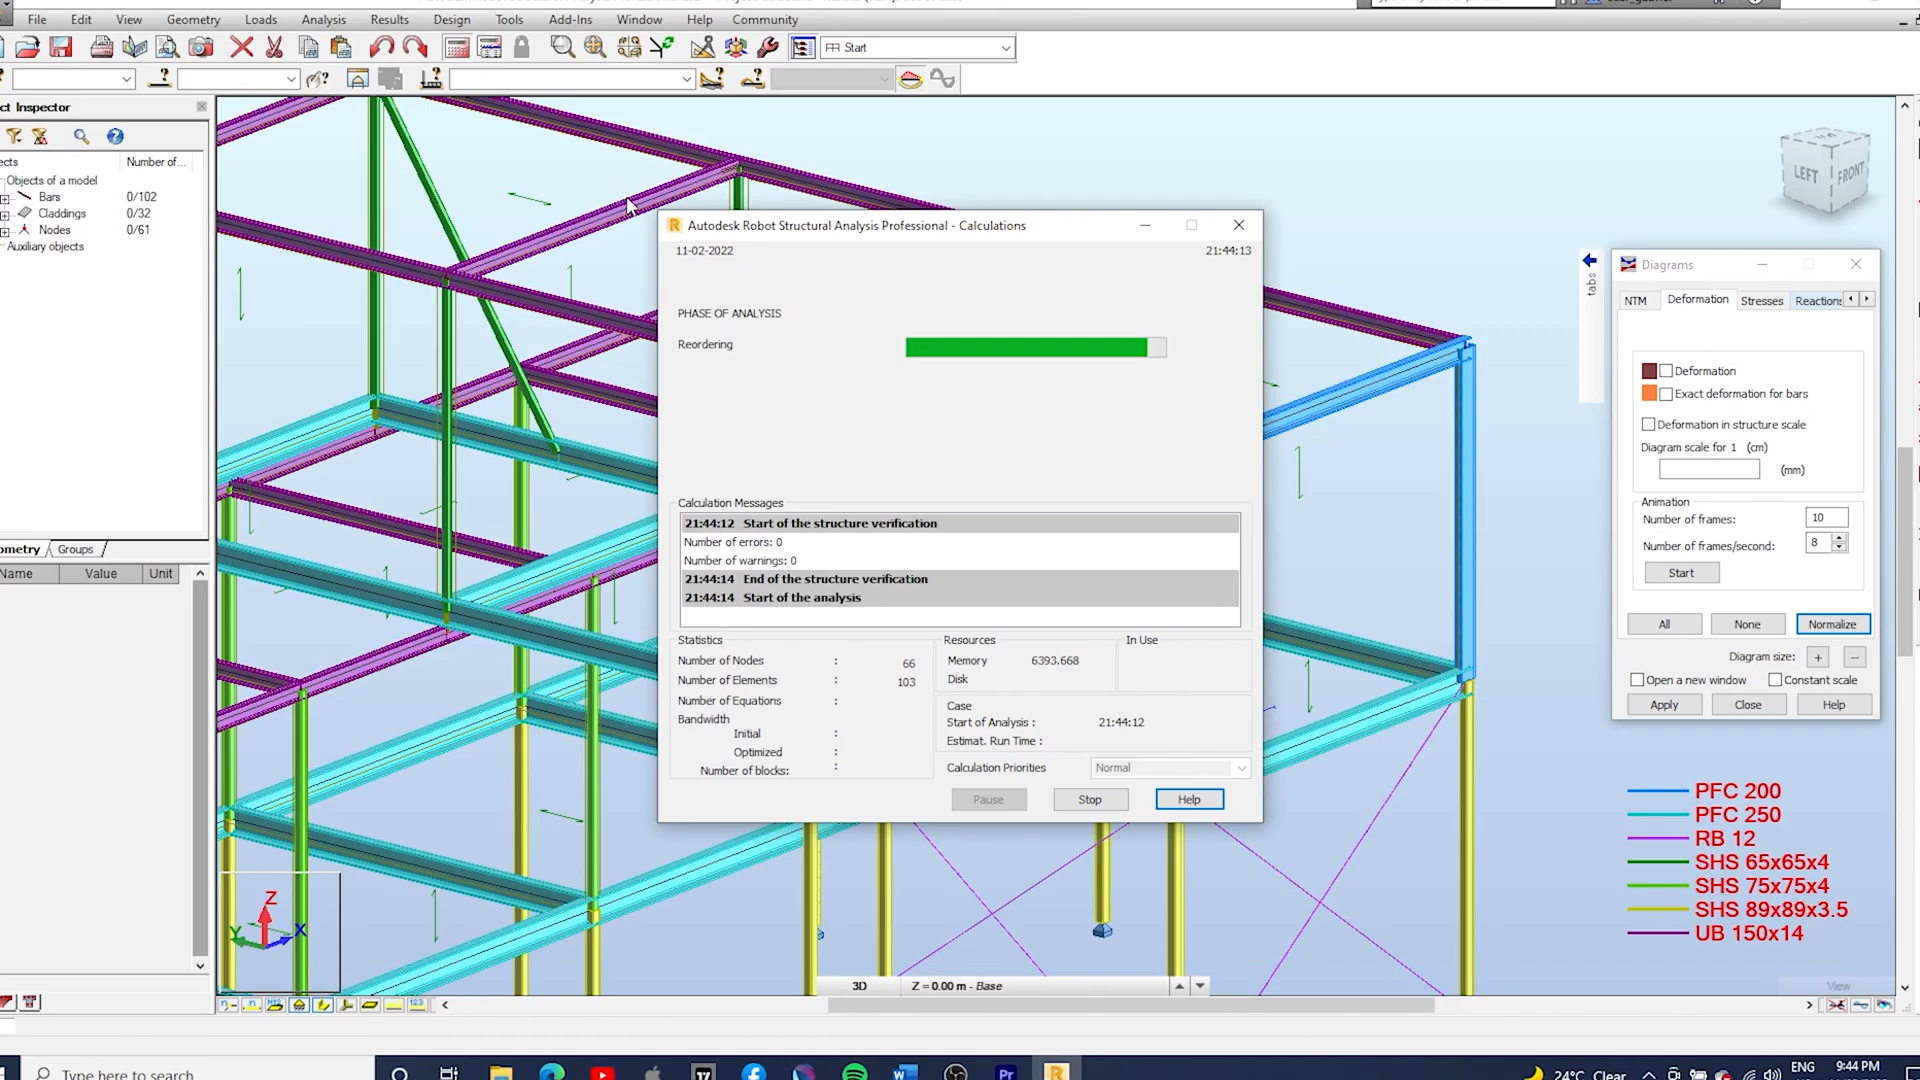 File Edit View Geometry Loads Analysis Results Design Tools Add-Ins Window Help Community
Start
ct Inspector
ects Number of...
Objects of a model
Bars 0/102
Claddings 0/32
Nodes 0/61
Auxiliary objects
ometry Groups
Name Value Unit
LEFT FRONT
Autodesk Robot Structural Analysis Professional - Calculations
11-02-2022 21:44:13
PHASE OF ANALYSIS
Reordering
Calculation Messages
21:44:12 Start of the structure verification
Number of errors: 0
Number of warnings: 0
21:44:14 End of the structure verification
21:44:14 Start of the analysis
Statistics
Number of Nodes : 66
Number of Elements : 103
Number of Equations :
Bandwidth
Initial :
Optimized :
Number of blocks: :
Resources In Use
Memory 6393.668
Disk
Case
Start of Analysis : 21:44:12
Estimat. Run Time :
Calculation Priorities Normal
Pause Stop Help
tabs
Diagrams
NTM Deformation Stresses Reactions
Deformation
Exact deformation for bars
Deformation in structure scale
Diagram scale for 1 (cm)
(mm)
Animation
Number of frames: 10
Number of frames/second: 8
Start
All None Normalize
Diagram size: + –
Open a new window Constant scale
Apply Close Help
PFC 200
PFC 250
RB 12
SHS 65x65x4
SHS 75x75x4
SHS 89x89x3.5
UB 150x14
Z
Y X
3D Z = 0.00 m - Base
View
Type here to search
24°C Clear
ENG 9:44 PM